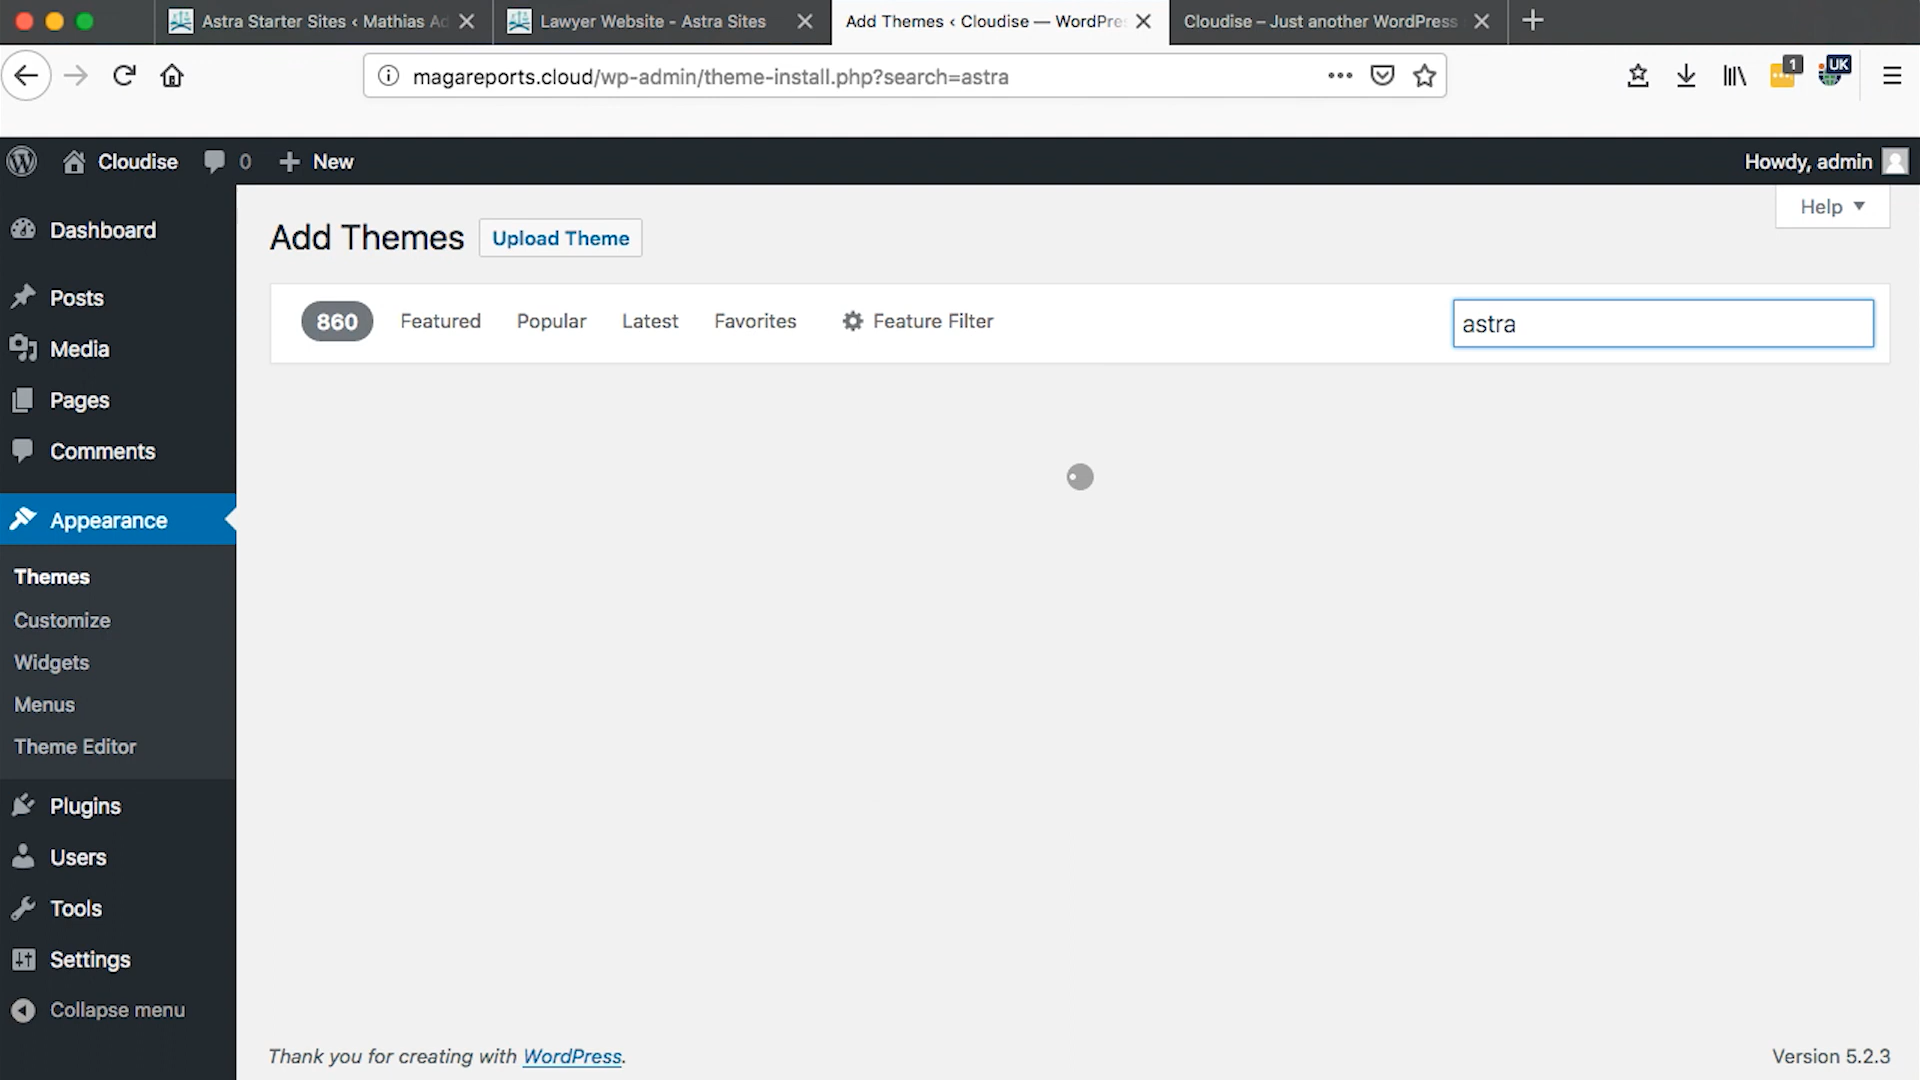 Astra Starter Sites ‹ Mathias Ad
Lawyer Website - Astra Sites
Add Themes ‹ Cloudise — WordPre
Cloudise – Just another WordPress
magareports.cloud/wp-admin/theme-install.php?search=astra
1
UK
Cloudise
0
New
Howdy, admin
Help
Add Themes
Upload Theme
860
Featured
Popular
Latest
Favorites
Feature Filter
astra
Dashboard
Posts
Media
Pages
Comments
Appearance
Themes
Customize
Widgets
Menus
Theme Editor
Plugins
Users
Tools
Settings
Collapse menu
Thank you for creating with WordPress.
Version 5.2.3